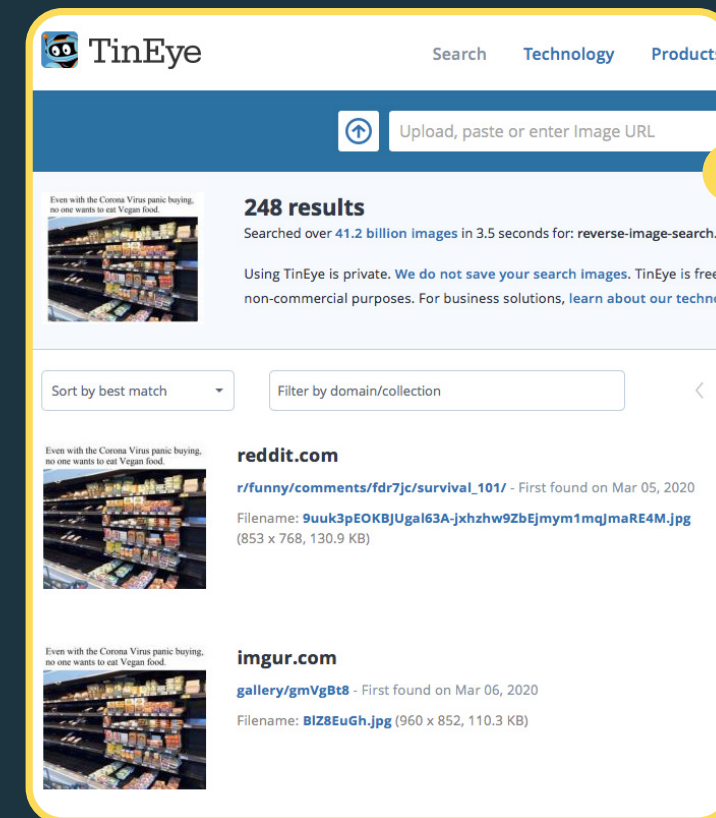 TinEye
Search Technology Products
Upload, paste or enter Image URL
Even with the Corona Virus panic buying,
no one wants to eat Vegan food.
248 results
Searched over 41.2 billion images in 3.5 seconds for: reverse-image-search.
Using TinEye is private. We do not save your search images. TinEye is free
non-commercial purposes. For business solutions, learn about our techno
Sort by best match
Filter by domain/collection
Even with the Corona Virus panic buying,
no one wants to eat Vegan food.
reddit.com
r/funny/comments/fdr7jc/survival_101/ - First found on Mar 05, 2020
Filename: 9uuk3pEOKBJUgal63A-jxhzhw9ZbEjmym1mqJmaRE4M.jpg
(853 x 768, 130.9 KB)
Even with the Corona Virus panic buying,
no one wants to eat Vegan food.
imgur.com
gallery/gmVgBt8 - First found on Mar 06, 2020
Filename: BlZ8EuGh.jpg (960 x 852, 110.3 KB)